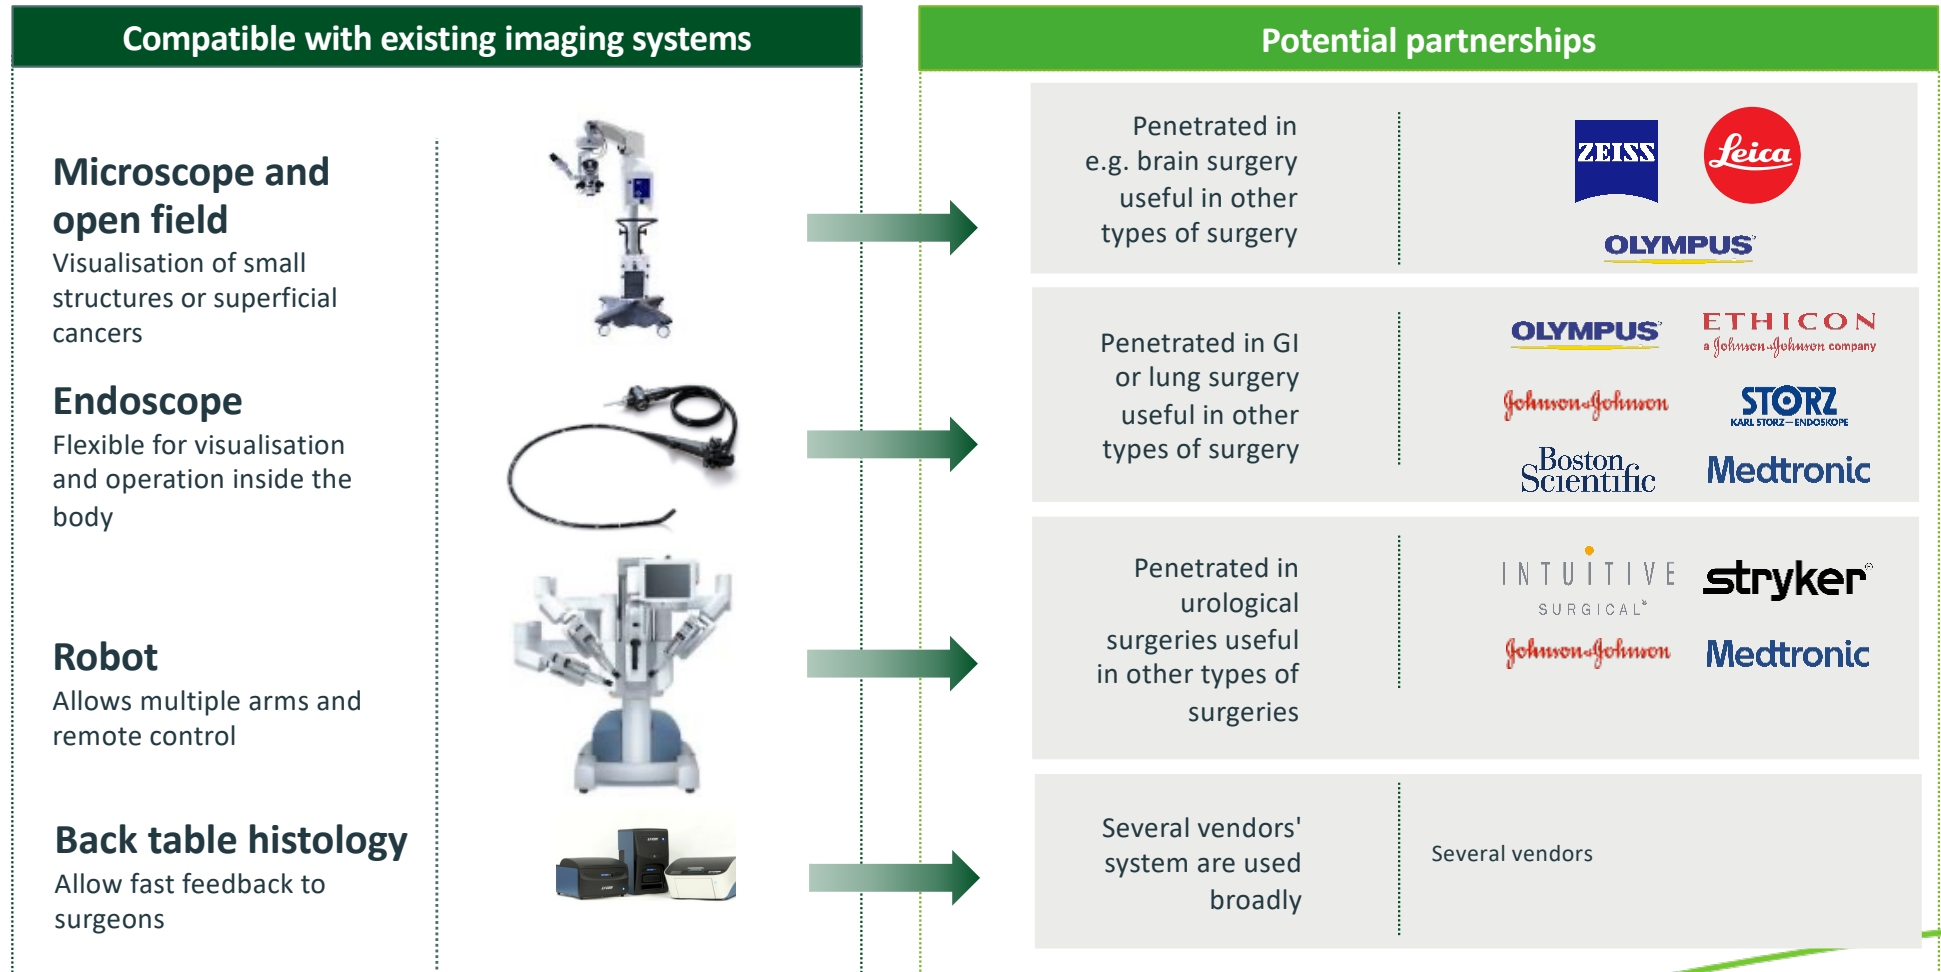 Compatible with existing imaging systems
Potential partnerships
Microscope and
open field
Visualisation of small
structures or superficial
cancers
Penetrated in
e.g. brain surgery
useful in other
types of surgery
ZEISS
Leica
OLYMPUS
Endoscope
Flexible for visualisation
and operation inside the
body
Penetrated in GI
or lung surgery
useful in other
types of surgery
OLYMPUS
ETHICON
a Johnson & Johnson company
Johnson & Johnson
STORZ
KARL STORZ—ENDOSKOPE
Boston
Scientific
Medtronic
Robot
Allows multiple arms and
remote control
Penetrated in
urological
surgeries useful
in other types of
surgeries
INTUITIVE
SURGICAL®
stryker®
Johnson & Johnson
Medtronic
Back table histology
Allow fast feedback to
surgeons
Several vendors'
system are used
broadly
Several vendors